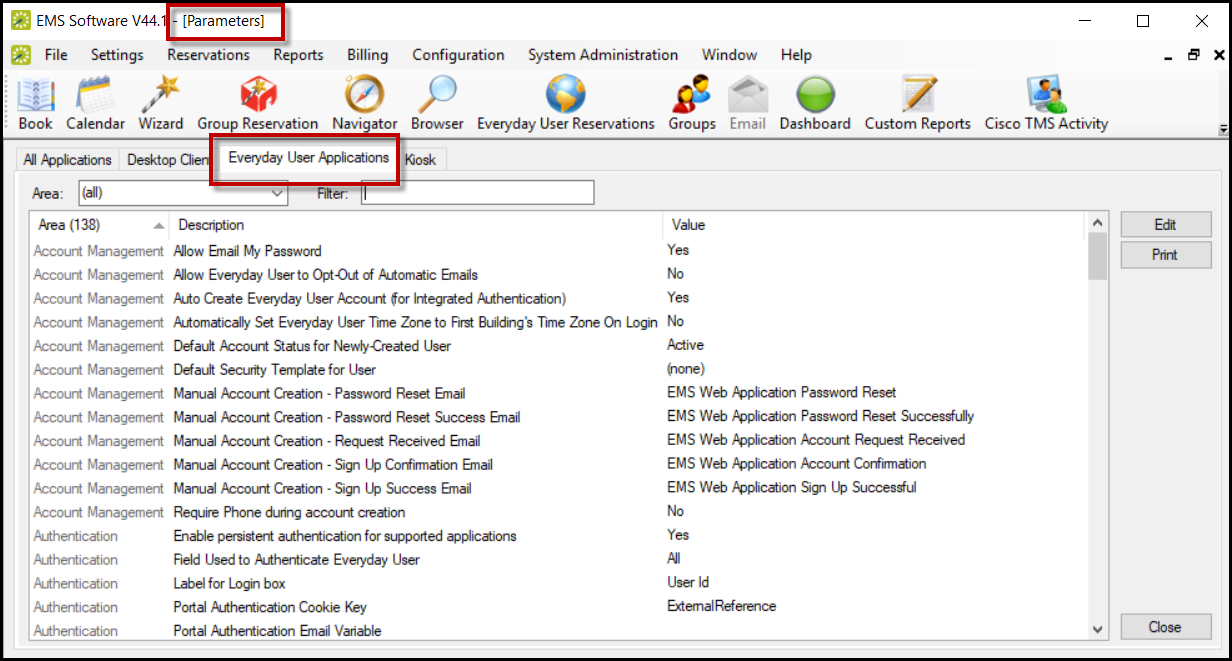 EMS Software V44.1 - [Parameters]
File Settings Reservations Reports Billing Configuration System Administration Window Help
Book Calendar Wizard Group Reservation Navigator Browser Everyday User Reservations Groups Email Dashboard Custom Reports Cisco TMS Activity
All Applications Desktop Client Everyday User Applications Kiosk
Area: (all) Filter:
Area (138) Description Value
Edit
Account Management Allow Email My Password Yes
Print
Account Management Allow Everyday User to Opt-Out of Automatic Emails No
Account Management Auto Create Everyday User Account (for Integrated Authentication) Yes
Account Management Automatically Set Everyday User Time Zone to First Building's Time Zone On Login No
Account Management Default Account Status for Newly-Created User Active
Account Management Default Security Template for User (none)
Account Management Manual Account Creation - Password Reset Email EMS Web Application Password Reset
Account Management Manual Account Creation - Password Reset Success Email EMS Web Application Password Reset Successfully
Account Management Manual Account Creation - Request Received Email EMS Web Application Account Request Received
Account Management Manual Account Creation - Sign Up Confirmation Email EMS Web Application Account Confirmation
Account Management Manual Account Creation - Sign Up Success Email EMS Web Application Sign Up Successful
Account Management Require Phone during account creation No
Authentication Enable persistent authentication for supported applications Yes
Authentication Field Used to Authenticate Everyday User All
Authentication Label for Login box User Id
Authentication Portal Authentication Cookie Key ExternalReference
Authentication Portal Authentication Email Variable
Close